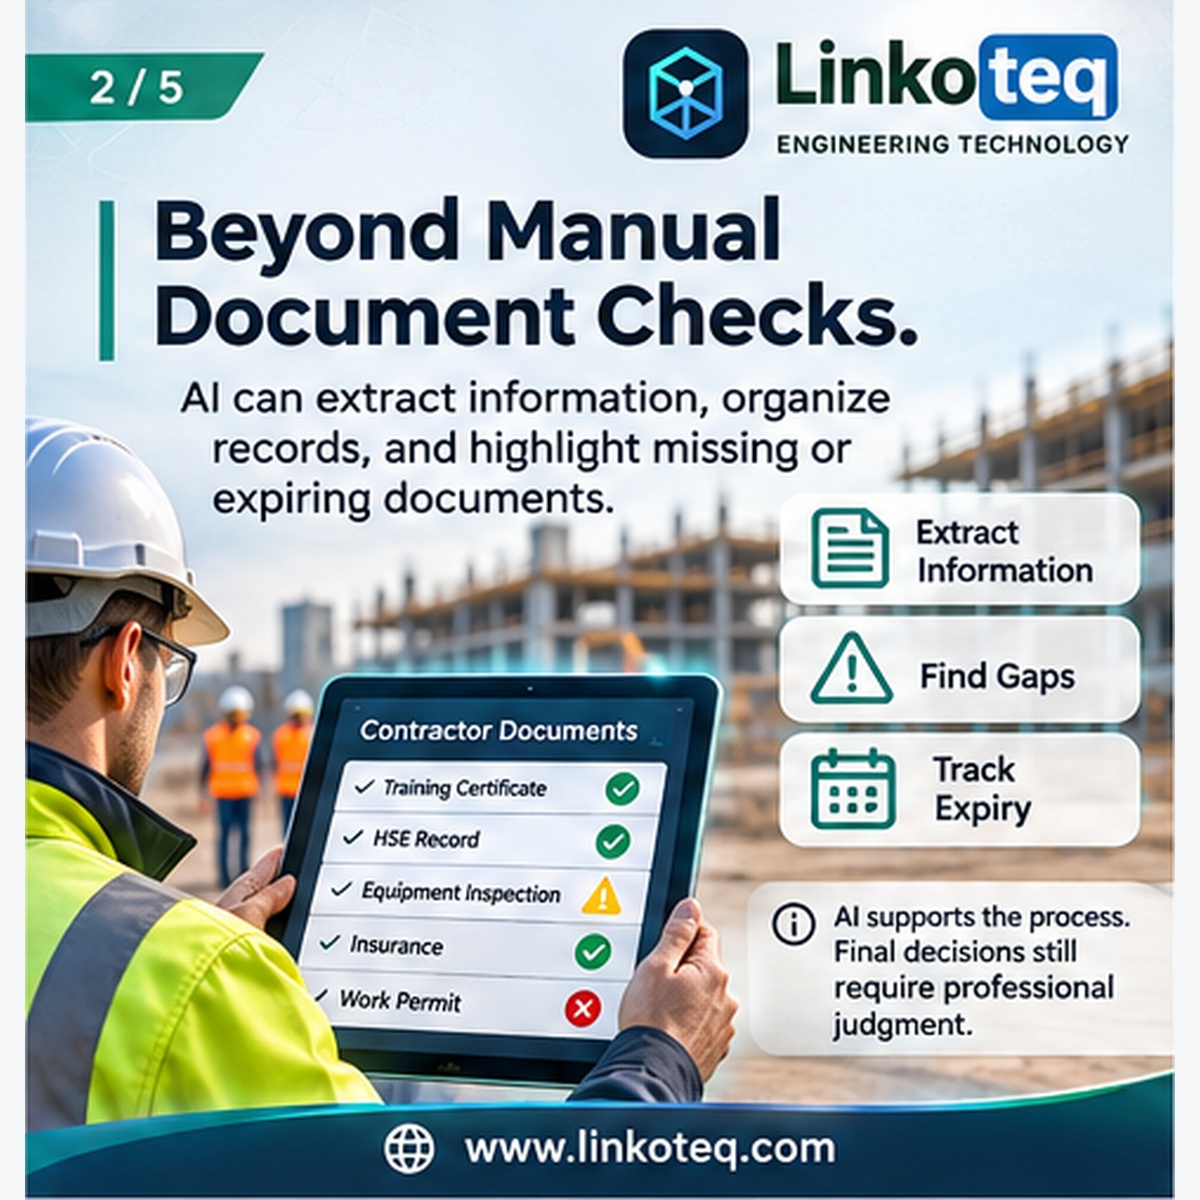 2 / 5
Linkoteq
ENGINEERING TECHNOLOGY
Beyond Manual
Document Checks.
AI can extract information, organize
records, and highlight missing or
expiring documents.
Extract
Information
Find Gaps
Track
Expiry
Contractor Documents
Training Certificate
HSE Record
Equipment Inspection
Insurance
Work Permit
AI supports the process.
Final decisions still
require professional
judgment.
www.linkoteq.com